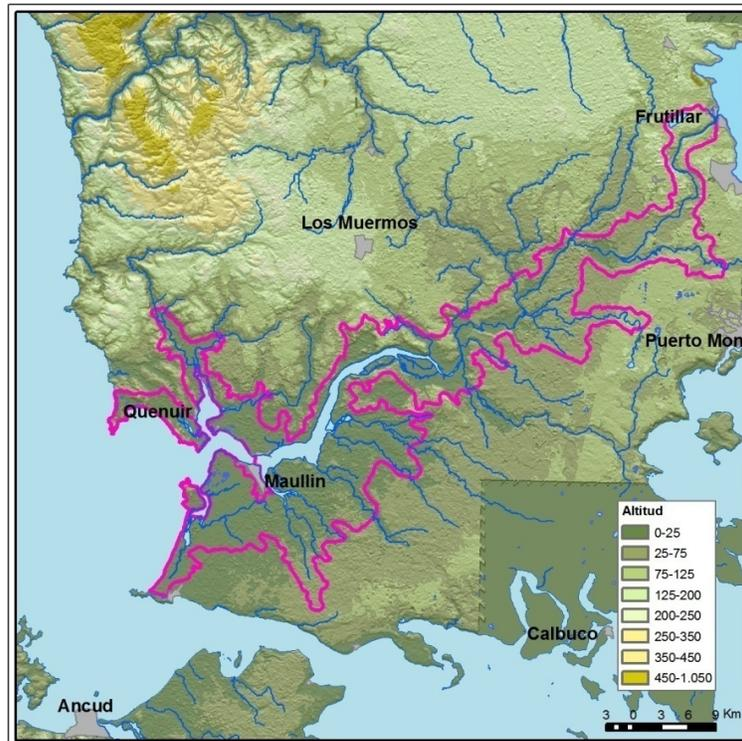 Frutillar
Los Muermos
Puerto Mon
Quenuir
Maullin
Calbuco
Ancud
Altitud
0-25
25-75
75-125
125-200
200-250
250-350
350-450
450-1.050
3 0 3 6 9 Km